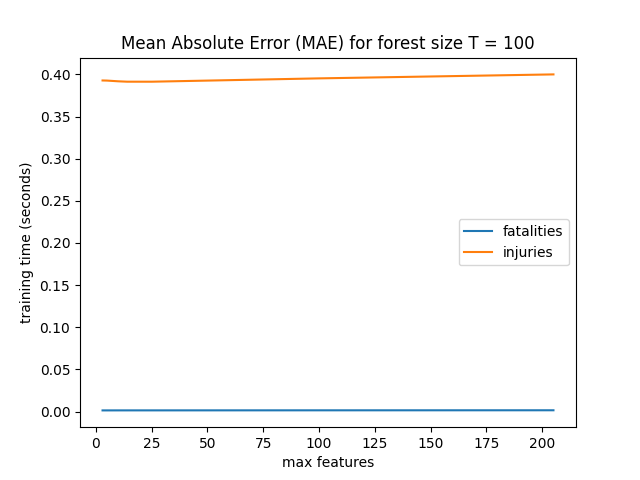 Mean Absolute Error (MAE) for forest size T = 100
training time (seconds)
0.40
0.35
0.30
0.25
0.20
0.15
0.10
0.05
0.00
fatalities
injuries
0 25 50 75 100 125 150 175 200
max features